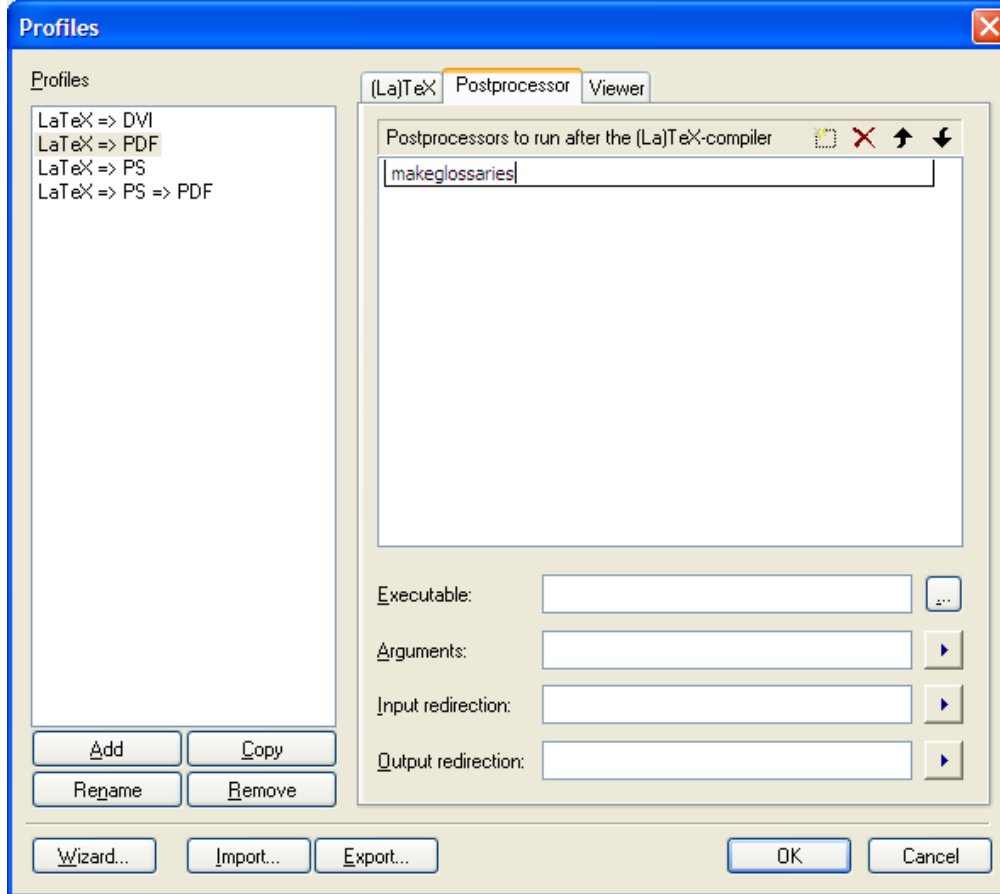 Profiles
Profiles
LaTeX => DVI
LaTeX => PDF
LaTeX => PS
LaTeX => PS => PDF
Add
Copy
Rename
Remove
(La)TeX
Postprocessor
Viewer
Postprocessors to run after the (La)TeX-compiler
makeglossaries
Executable:
...
Arguments:
Input redirection:
Output redirection:
Wizard...
Import...
Export...
OK
Cancel